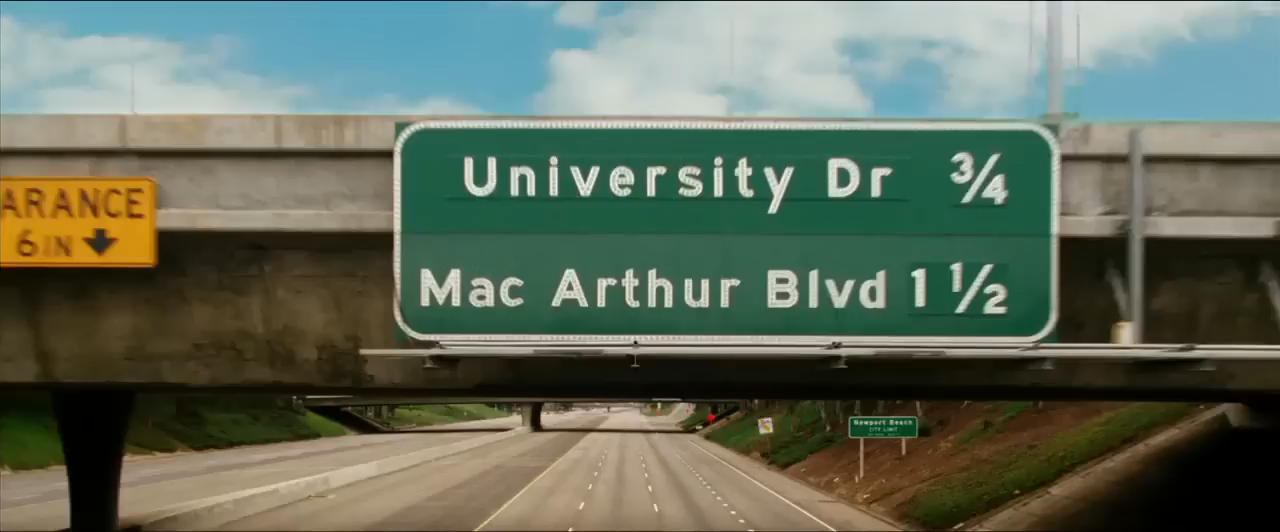 ARANCE
6 IN
University Dr ¾
Mac Arthur Blvd 1 ½
Newport Beach
CITY LIMIT